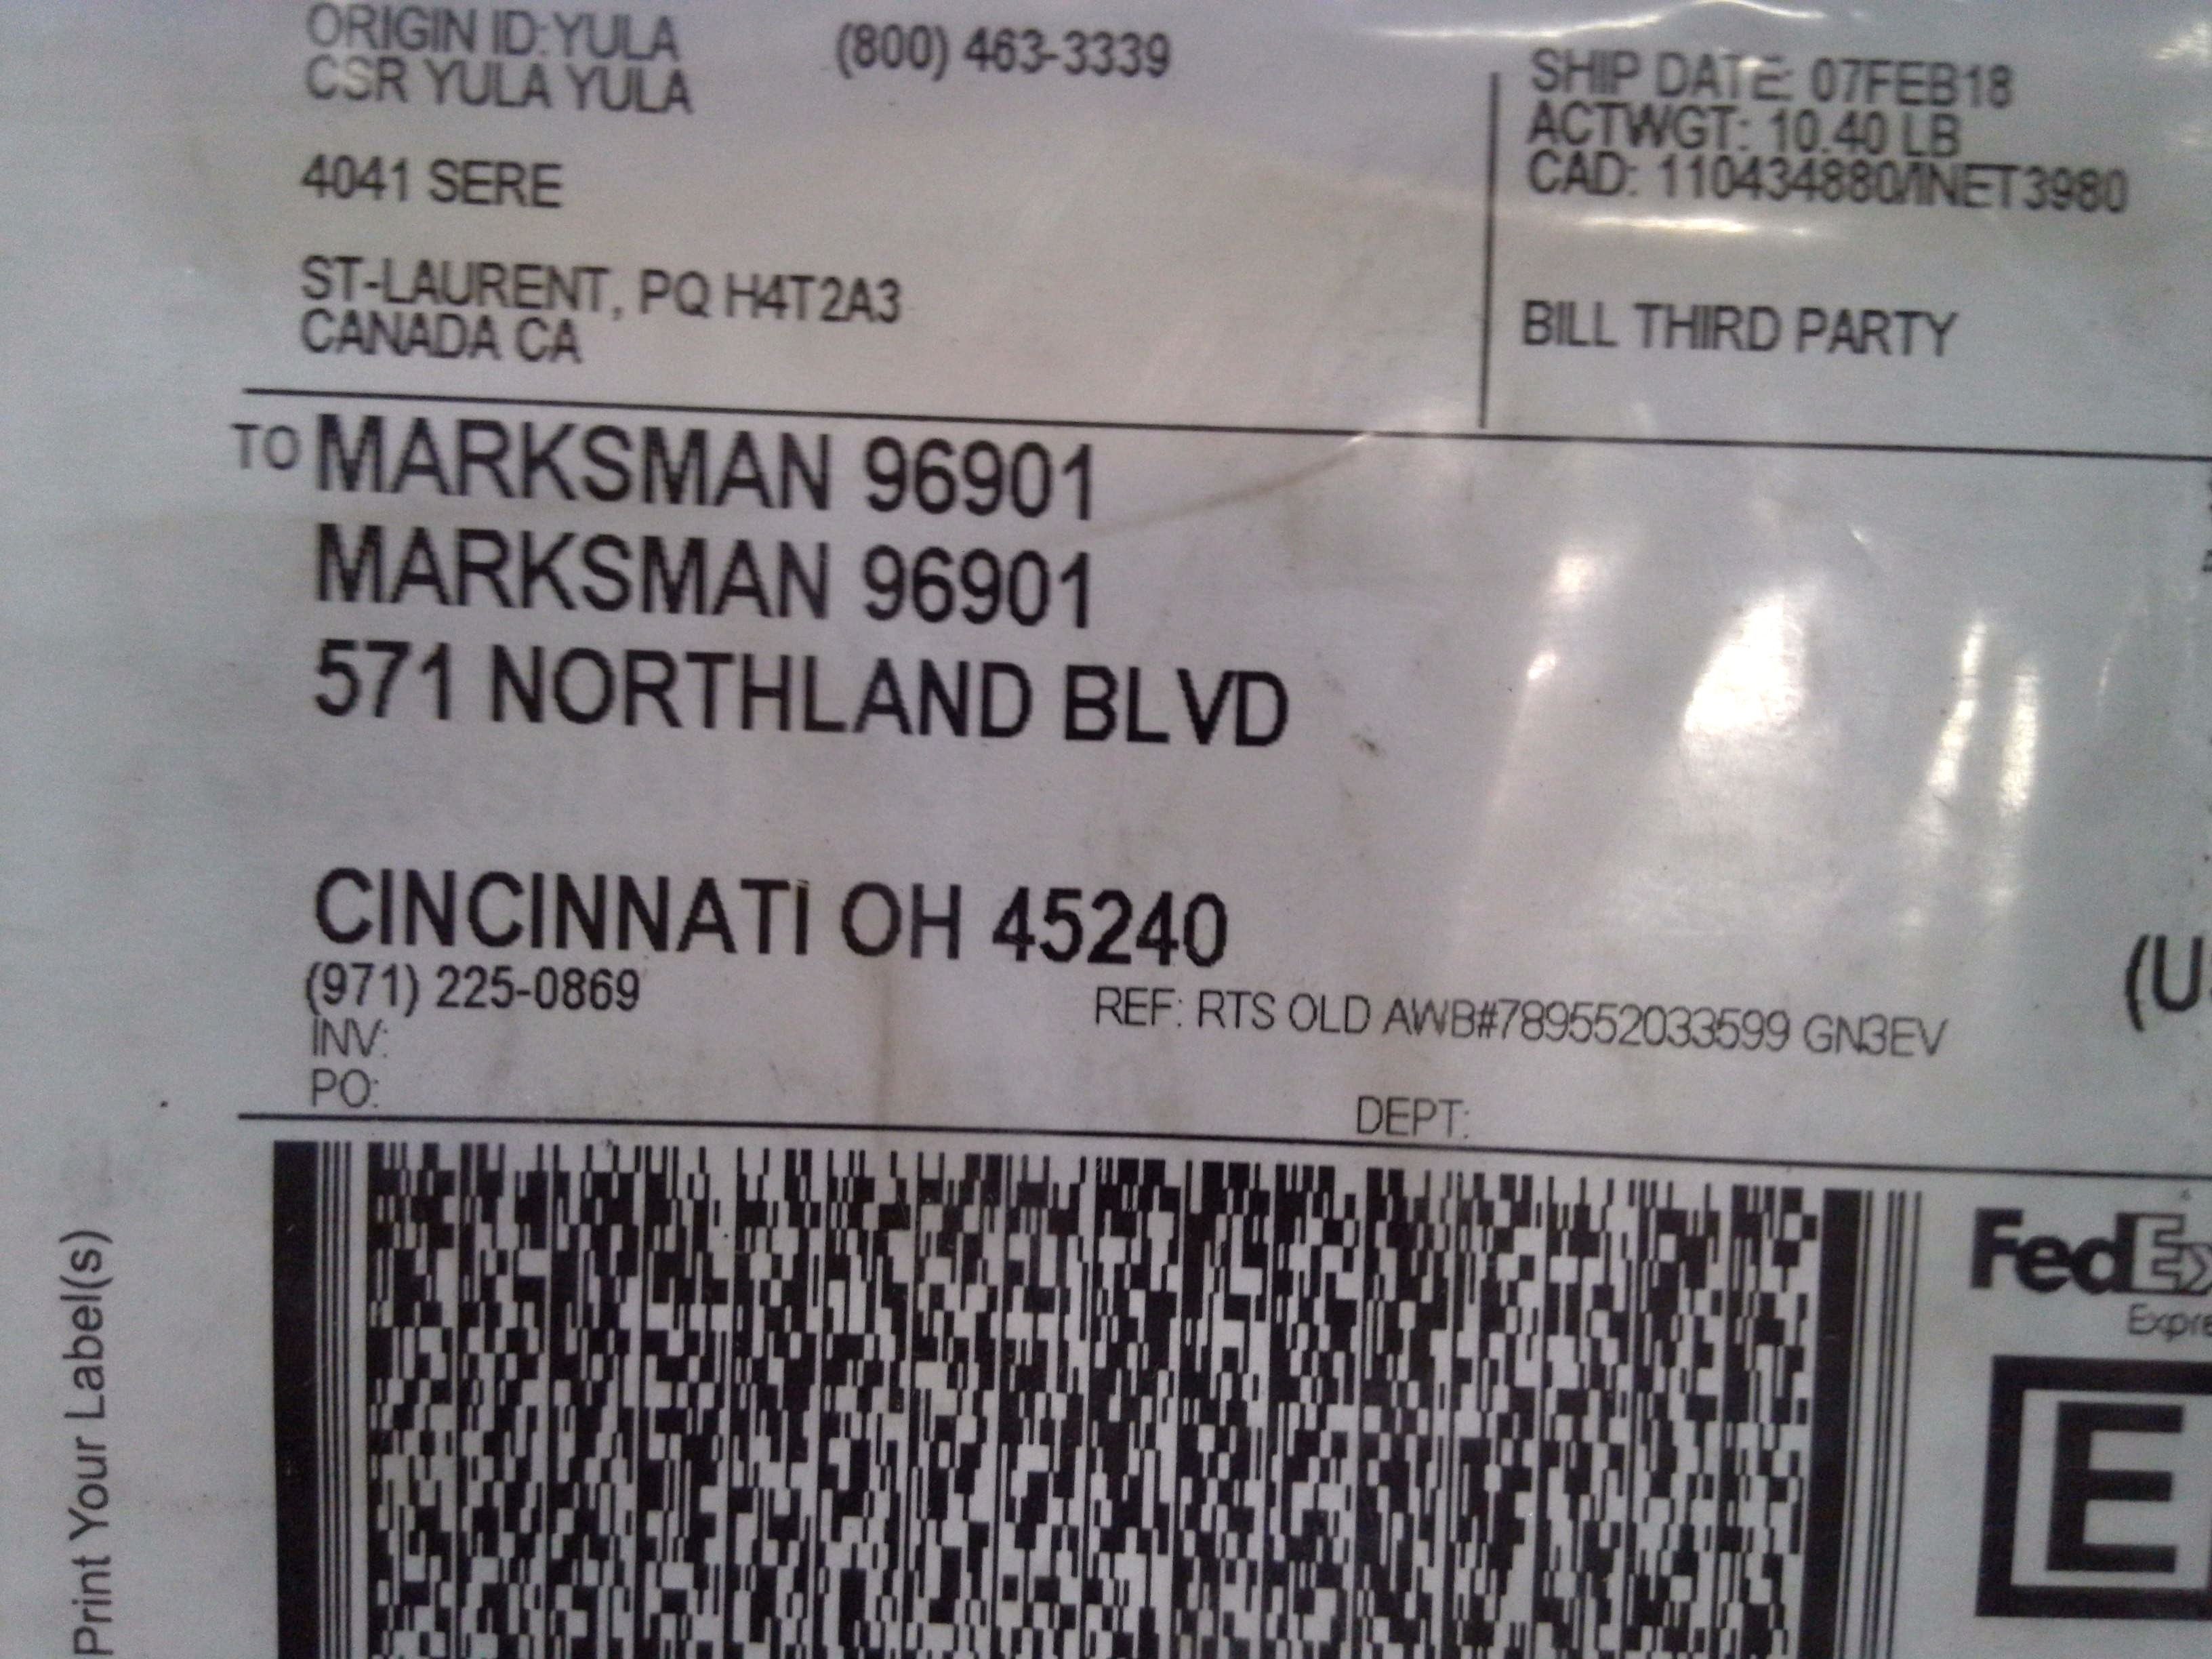 ORIGIN ID:YULA (800) 463-3339
CSR YULA YULA
4041 SERE
ST-LAURENT, PQ H4T2A3
CANADA CA
SHIP DATE: 07FEB18
ACTWGT: 10.40 LB
CAD: 110434880/INET3980
BILL THIRD PARTY
TO MARKSMAN 96901
MARKSMAN 96901
571 NORTHLAND BLVD
CINCINNATI OH 45240
(U
(971) 225-0869
REF: RTS OLD AWB#789552033599 GN3EV
INV:
PO:
DEPT:
FedEx
Expre
E
Print Your Label(s)